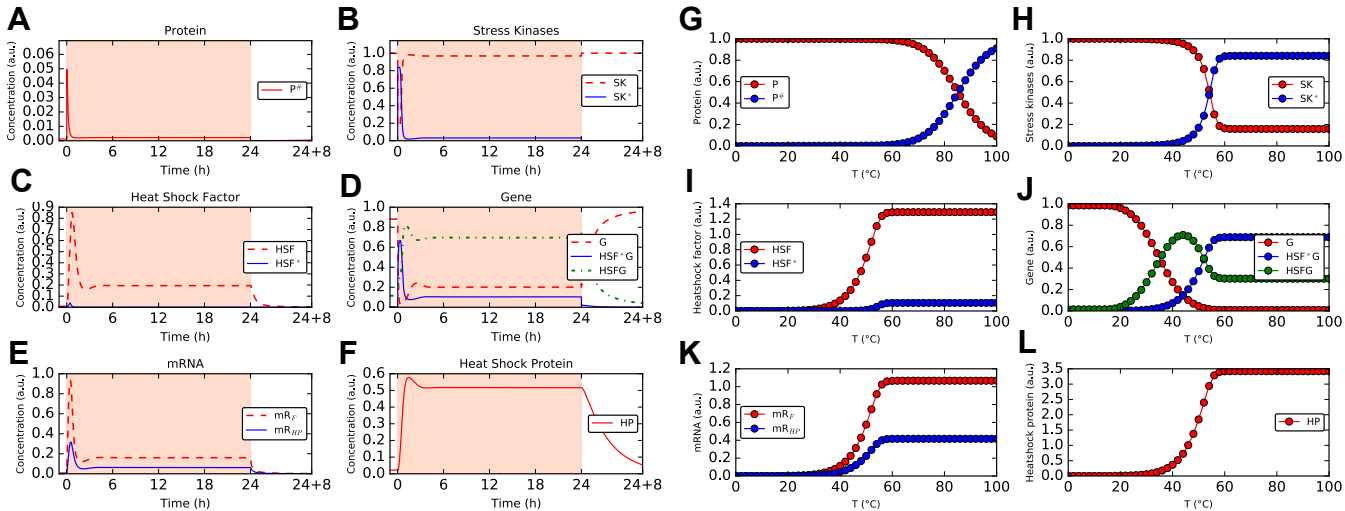 A
Protein
Concentration (a.u.)
0.06
0.05
0.04
0.03
0.02
0.01
0.00
P#
0 6 12 18 24 24+8
Time (h)
B
Stress Kinases
Concentration (a.u.)
1.0
0.8
0.6
0.4
0.2
0.0
SK
SK*
0 6 12 18 24 24+8
Time (h)
C
Heat Shock Factor
Concentration (a.u.)
0.9
0.8
0.7
0.6
0.5
0.4
0.3
0.2
0.1
0.0
HSF
HSF*
0 6 12 18 24 24+8
Time (h)
D
Gene
Concentration (a.u.)
1.0
0.8
0.6
0.4
0.2
0.0
G
HSF*G
HSFG
0 6 12 18 24 24+8
Time (h)
E
mRNA
Concentration (a.u.)
1.0
0.8
0.6
0.4
0.2
0.0
mRF
mRHP
0 6 12 18 24 24+8
Time (h)
F
Heat Shock Protein
Concentration (a.u.)
0.6
0.5
0.4
0.3
0.2
0.1
0.0
HP
0 6 12 18 24 24+8
Time (h)
G
Protein (a.u.)
1.0
0.8
0.6
0.4
0.2
0.0
P
P#
0 20 40 60 80 100
T (°C)
H
Stress kinases (a.u.)
1.0
0.8
0.6
0.4
0.2
0.0
SK
SK*
0 20 40 60 80 100
T (°C)
I
Heatshock factor (a.u.)
1.4
1.2
1.0
0.8
0.6
0.4
0.2
0.0
HSF
HSF*
0 20 40 60 80 100
T (°C)
J
Gene (a.u.)
1.0
0.8
0.6
0.4
0.2
0.0
G
HSF*G
HSFG
0 20 40 60 80 100
T (°C)
K
mRNA (a.u.)
1.2
1.0
0.8
0.6
0.4
0.2
0.0
mRF
mRHP
0 20 40 60 80 100
T (°C)
L
Heatshock protein (a.u.)
3.5
3.0
2.5
2.0
1.5
1.0
0.5
0.0
HP
0 20 40 60 80 100
T (°C)